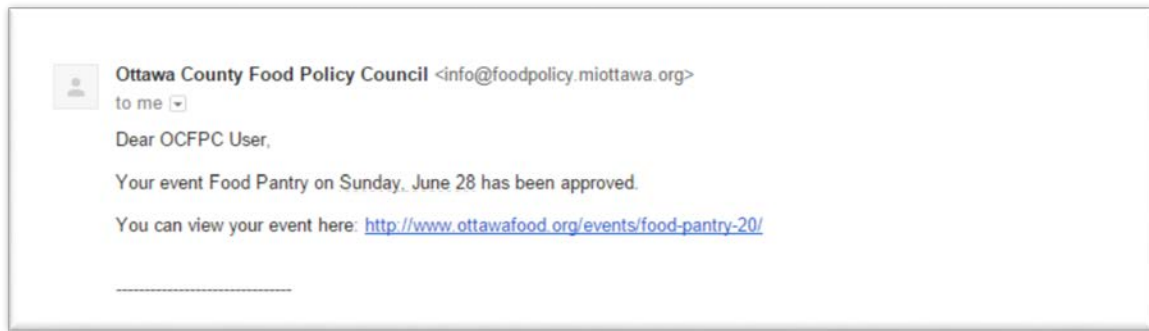 Ottawa County Food Policy Council <info@foodpolicy.miottawa.org>
to me
Dear OCFPC User,
Your event Food Pantry on Sunday, June 28 has been approved.
You can view your event here: http://www.ottawafood.org/events/food-pantry-20/
------------------------------